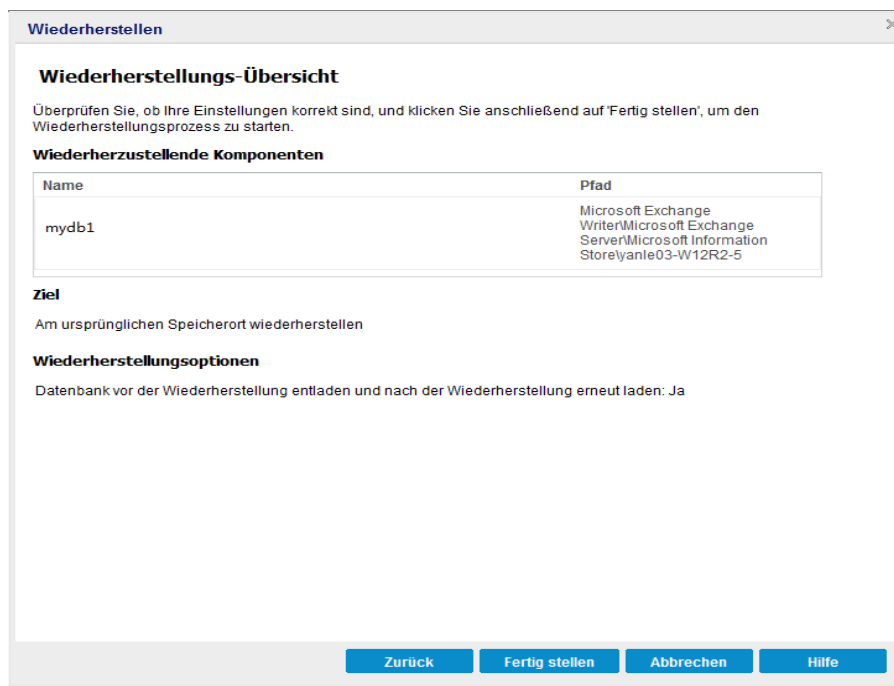 Wiederherstellen
Wiederherstellungs-Übersicht
Überprüfen Sie, ob Ihre Einstellungen korrekt sind, und klicken Sie anschließend auf 'Fertig stellen', um den
Wiederherstellungsprozess zu starten.
Wiederherzustellende Komponenten
Name Pfad
mydb1
Microsoft Exchange
Writer\Microsoft Exchange
Server\Microsoft Information
Store\yanle03-W12R2-5
Ziel
Am ursprünglichen Speicherort wiederherstellen
Wiederherstellungsoptionen
Datenbank vor der Wiederherstellung entladen und nach der Wiederherstellung erneut laden: Ja
Zurück Fertig stellen Abbrechen Hilfe